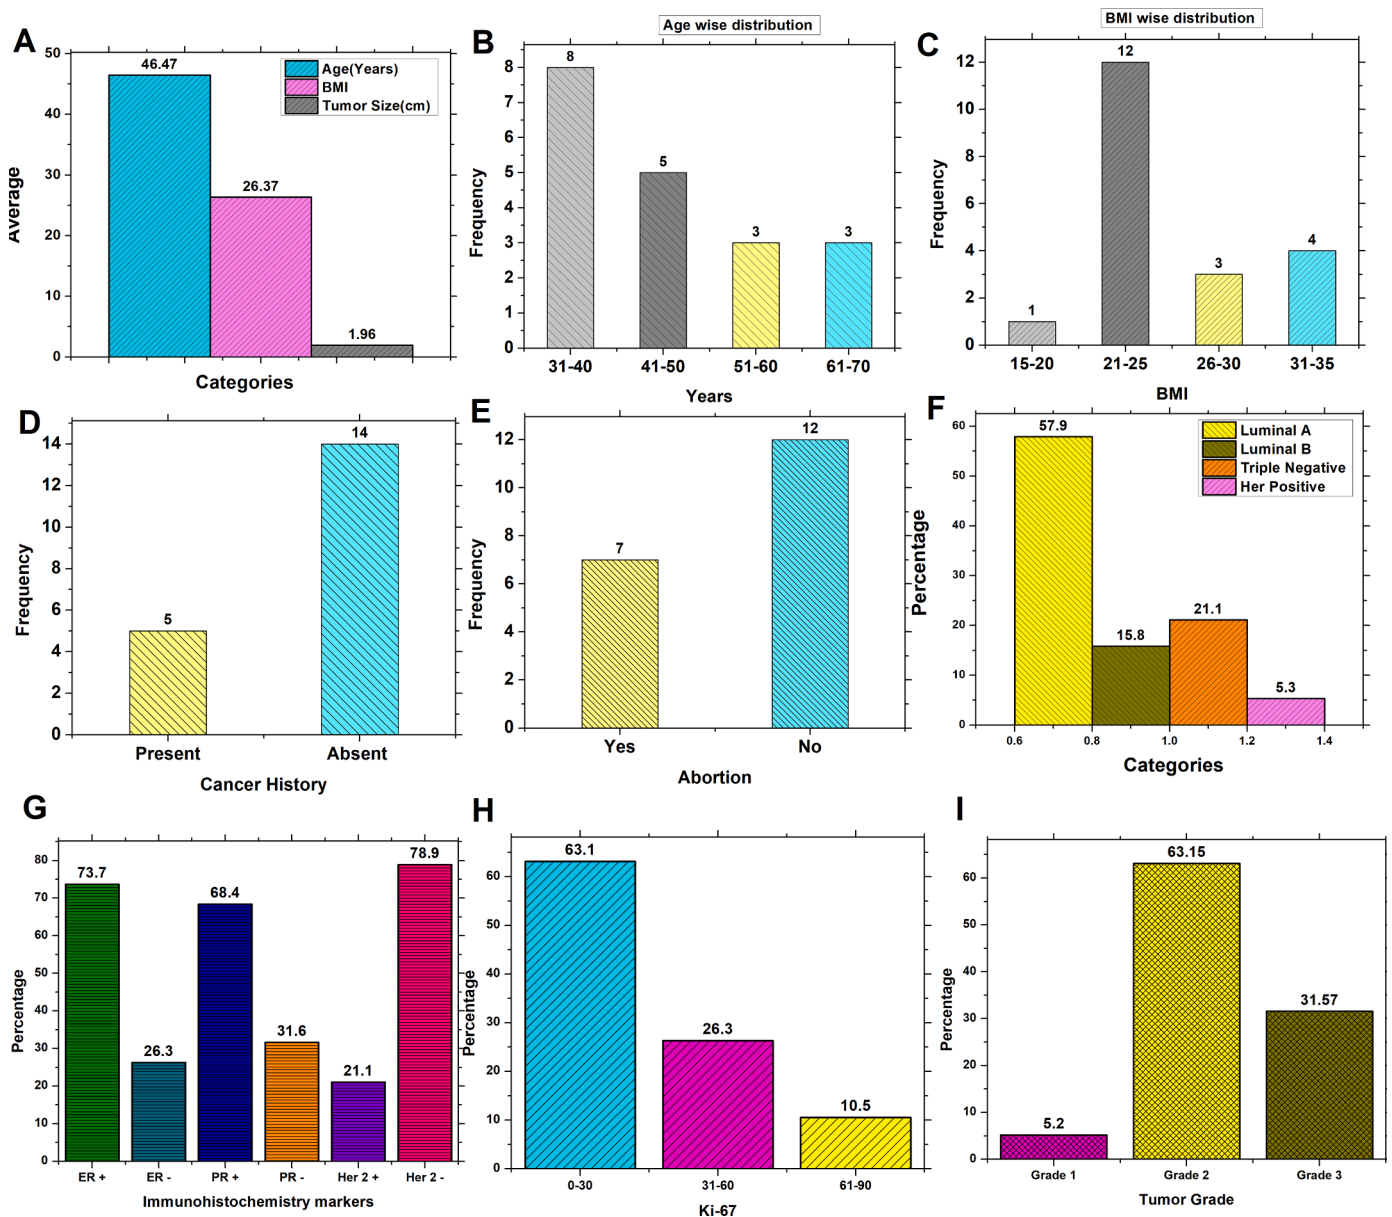 A
50
40
30
20
10
0
Average
46.47
26.37
1.96
Age(Years)
BMI
Tumor Size(cm)
Categories
B
Age wise distribution
8
7
6
5
4
3
2
1
0
Frequency
8
5
3
3
31-40
41-50
51-60
61-70
Years
C
BMI wise distribution
12
10
8
6
4
2
0
Frequency
1
12
3
4
15-20
21-25
26-30
31-35
BMI
D
14
12
10
8
6
4
2
0
Frequency
5
14
Present
Absent
Cancer History
E
12
10
8
6
4
2
0
Frequency
7
12
Yes
No
Abortion
F
60
50
40
30
20
10
0
Percentage
57.9
15.8
21.1
5.3
Luminal A
Luminal B
Triple Negative
Her Positive
0.6
0.8
1.0
1.2
1.4
Categories
G
80
70
60
50
40
30
20
10
0
Percentage
73.7
26.3
68.4
31.6
21.1
78.9
ER +
ER -
PR +
PR -
Her 2 +
Her 2 -
Immunohistochemistry markers
H
60
50
40
30
20
10
0
Percentage
63.1
26.3
10.5
0-30
31-60
61-90
Ki-67
I
60
50
40
30
20
10
0
Percentage
5.2
63.15
31.57
Grade 1
Grade 2
Grade 3
Tumor Grade